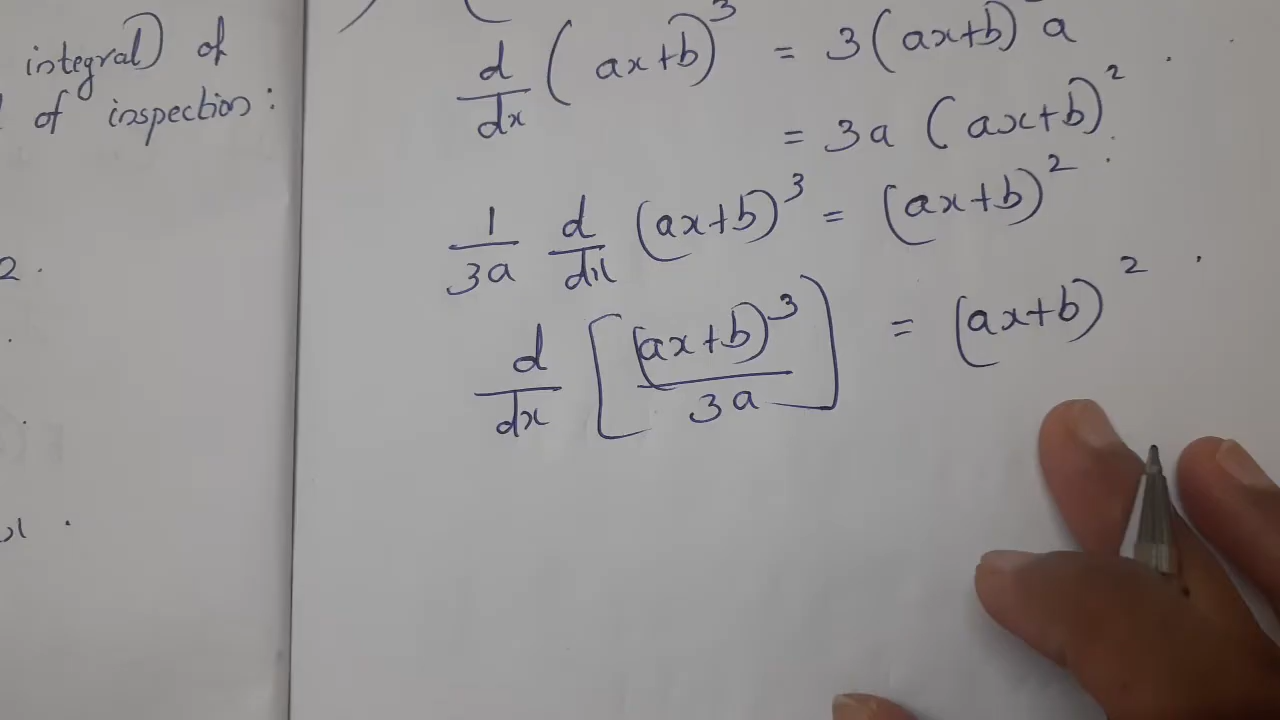 integral) of
of inspection:
2.
d/dx (ax+b)^3 = 3(ax+b) a
= 3a (ax+b)^2.
1/3a d/dx (ax+b)^3 = (ax+b)^2.
d/dx [(ax+b)^3/3a] = (ax+b)^2.